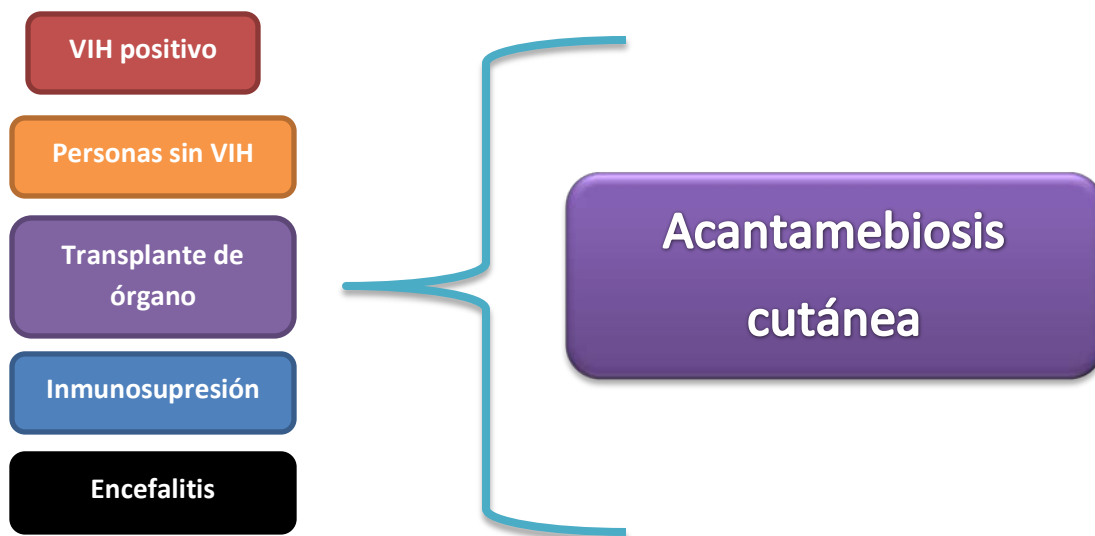 VIH positivo
Personas sin VIH
Transplante de
órgano
Inmunosupresión
Encefalitis
Acantamebiosis
cutánea